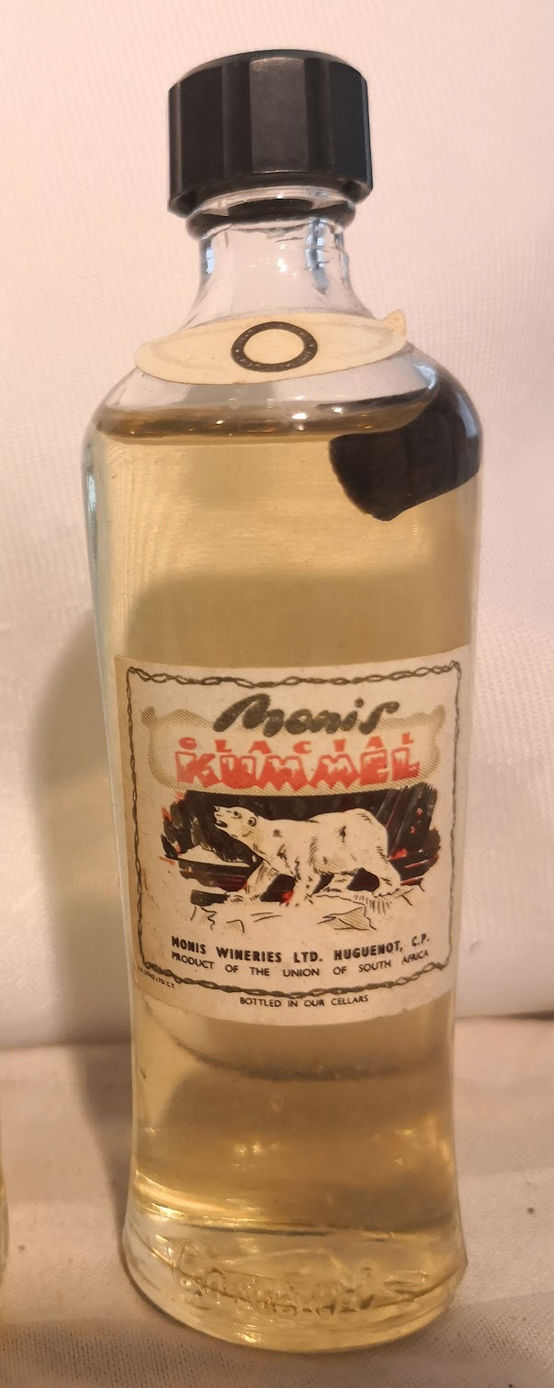 Monis
GLACIAL
KUMMEL
MONIS WINERIES LTD. HUGUENOT, C.P.
PRODUCT OF THE UNION OF SOUTH AFRICA
BOTTLED IN OUR CELLARS